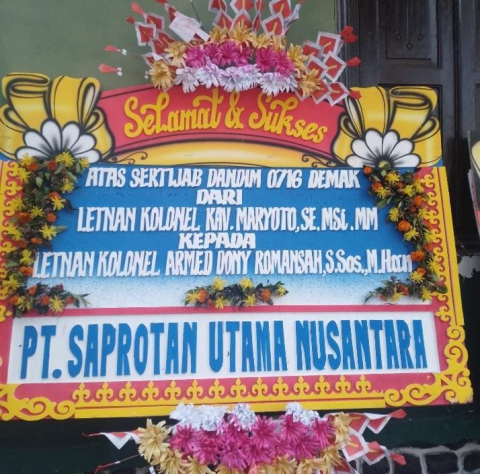 Selamat & Sukses
ATAS SERTIJAB DANDIM 0716 DEMAK
DARI
LETNAN KOLONEL KAV. MARYOTO, SE, MSi., MM
KEPADA
LETNAN KOLONEL ARMED DONY ROMANSAH, S.Sos., M.Han
PT. SAPROTAN UTAMA NUSANTARA